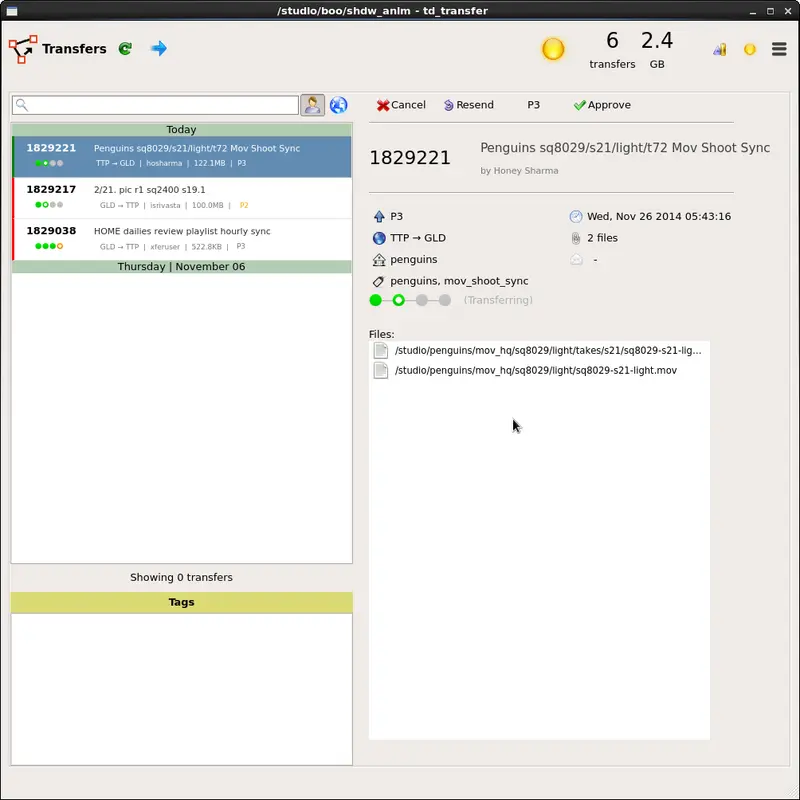 /studio/boo/shdw_anim - td_transfer
Transfers
6 2.4
transfers GB
Cancel Resend P3 Approve
Today
1829221 Penguins sq8029/s21/light/t72 Mov Shoot Sync
TTP → GLD | hosharma | 122.1MB | P3
1829217 2/21. pic r1 sq2400 s19.1
GLD → TTP | isrivasta | 100.0MB | P2
1829038 HOME dailies review playlist hourly sync
GLD → TTP | xferuser | 522.8KB | P3
Thursday | November 06
Showing 0 transfers
Tags
1829221 Penguins sq8029/s21/light/t72 Mov Shoot Sync
by Honey Sharma
P3 Wed, Nov 26 2014 05:43:16
TTP → GLD 2 files
penguins -
penguins, mov_shoot_sync
(Transferring)
Files:
/studio/penguins/mov_hq/sq8029/light/takes/s21/sq8029-s21-lig...
/studio/penguins/mov_hq/sq8029/light/sq8029-s21-light.mov